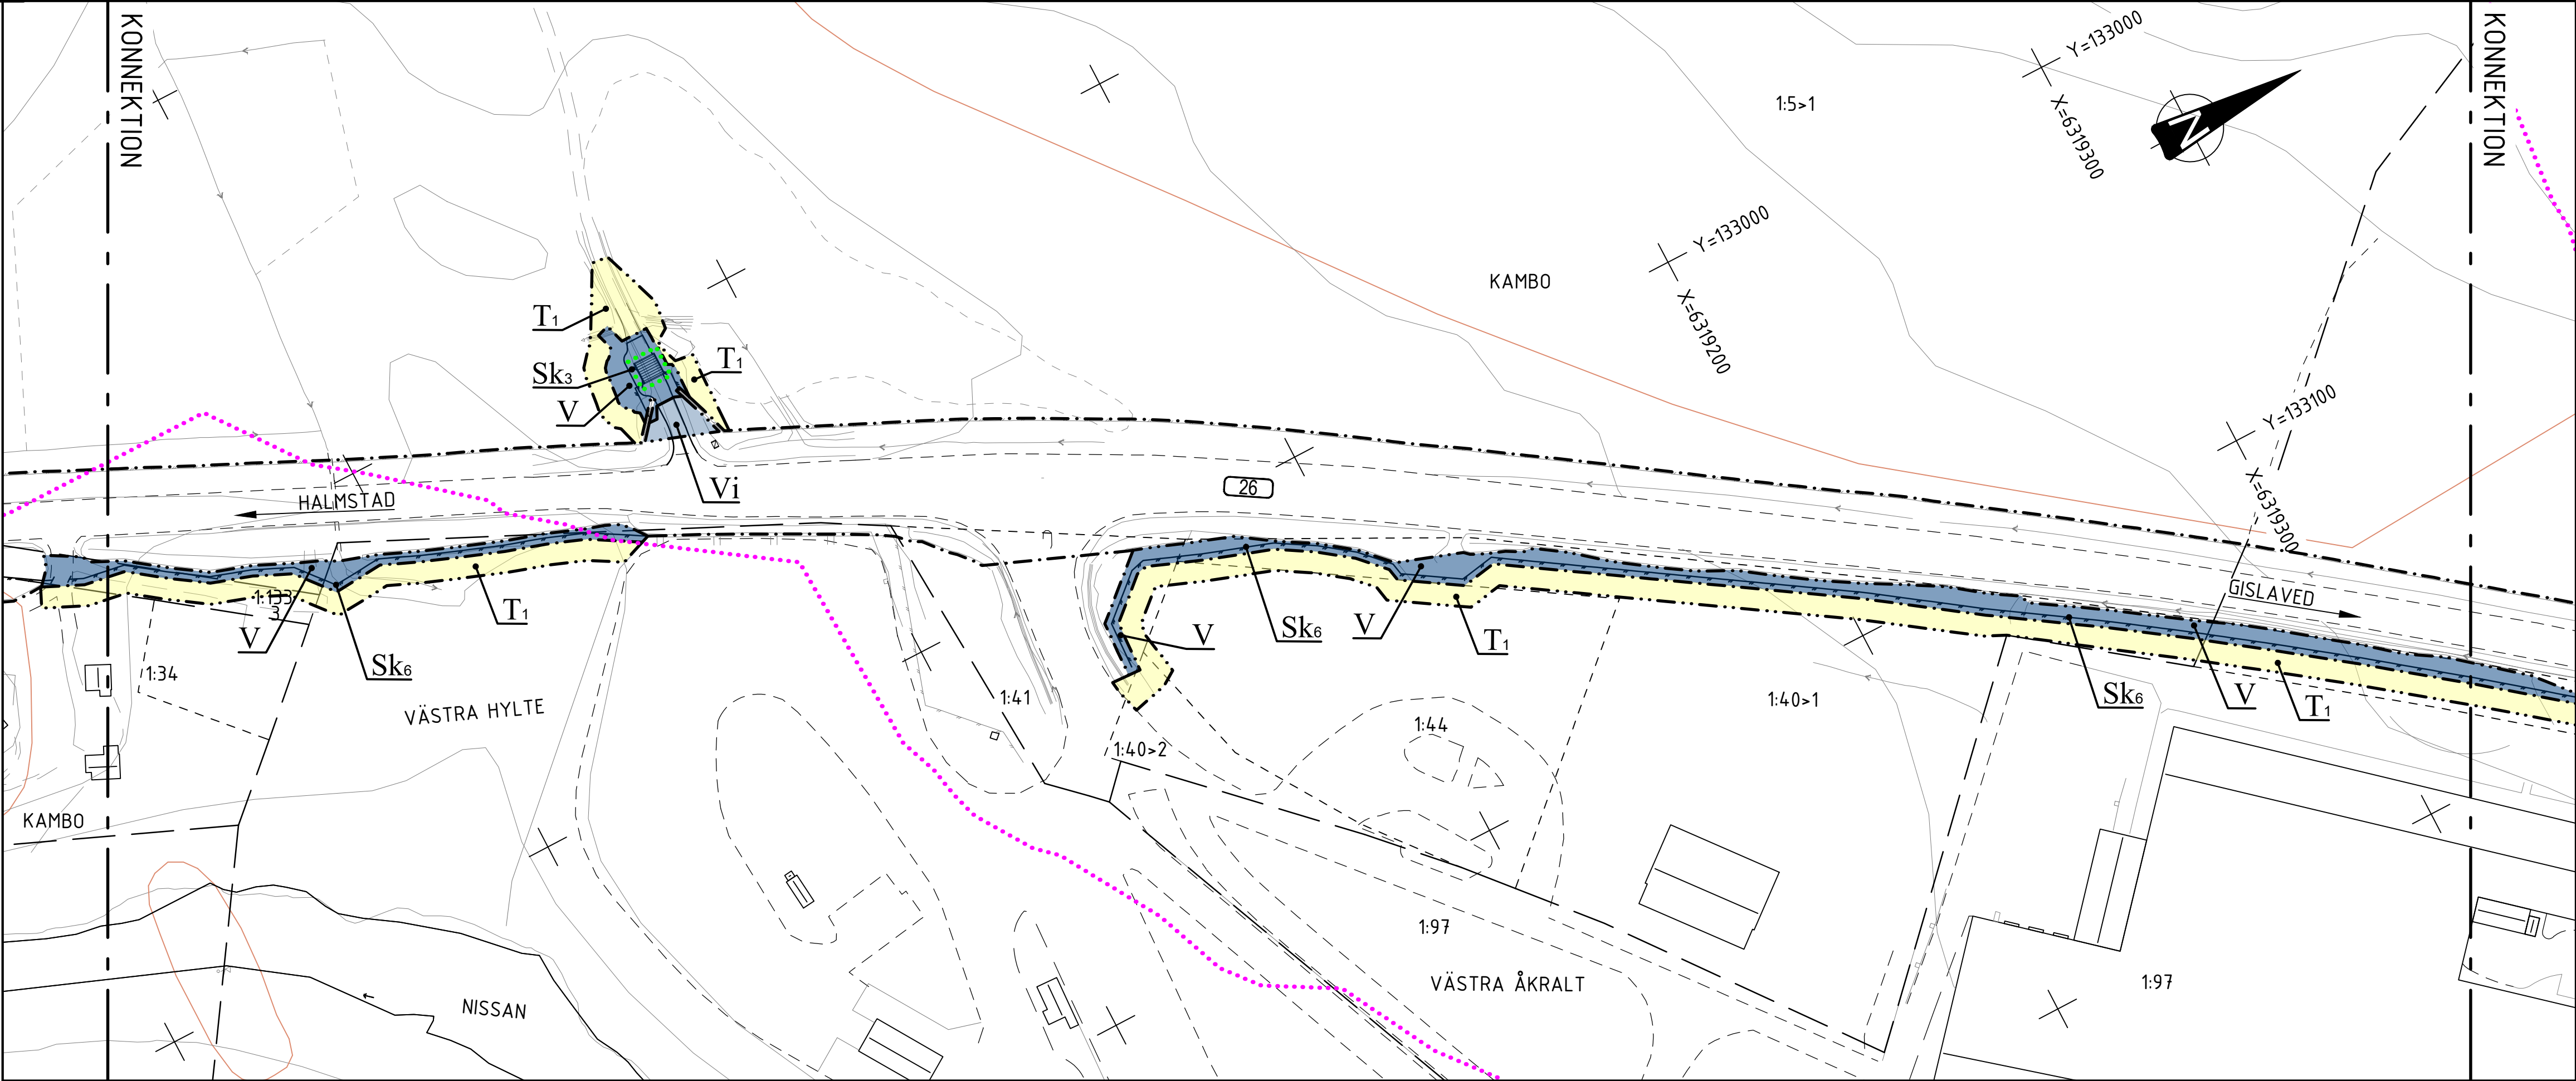 KONNEKTION
KONNEKTION
Y=133000
X=6319300
1:5>1
N
Y=133000
X=6319200
KAMBO
T1
T1
Sk3
V
Vi
Y=133100
X=6319300
HALMSTAD
26
GISLAVED
1:133
3
V
Sk6
T1
V
Sk6
V
T1
Sk6
V
T1
1:34
VÄSTRA HYLTE
1:41
1:40>2
1:44
1:40>1
KAMBO
1:97
VÄSTRA ÅKRALT
1:97
NISSAN